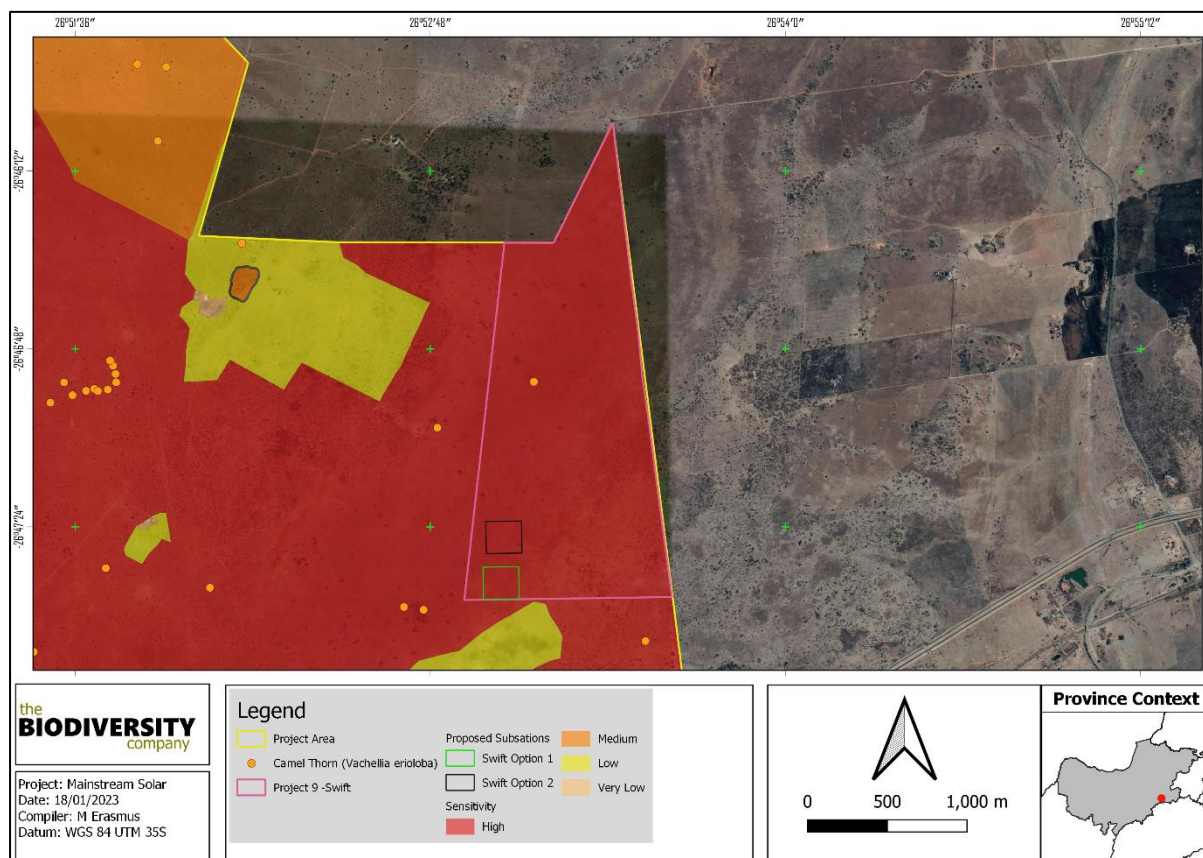 26°51'36" 26°52'48" 26°54'0" 26°55'12"
-26°46'12"
-26°46'48"
-26°47'24"
the
BIODIVERSITY
company
Project: Mainstream Solar
Date: 18/01/2023
Compiler: M Erasmus
Datum: WGS 84 UTM 35S
Legend
Project Area
Camel Thorn (Vachellia erioloba)
Project 9 -Swift
Proposed Subsations
Swift Option 1
Swift Option 2
Sensitivity
High
Medium
Low
Very Low
0 500 1,000 m
Province Context